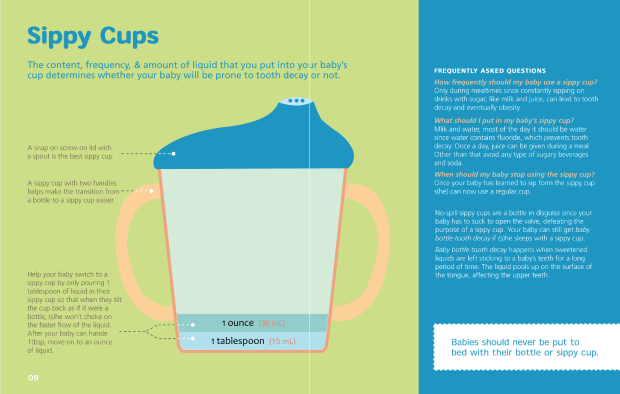 Sippy Cups
The content, frequency, & amount of liquid that you put into your baby's
cup determines whether your baby will be prone to tooth decay or not.
A snap on screw-on lid with
a spout is the best sippy cup
A sippy cup with two handles
helps make the transition from
a bottle to a sippy cup easier.
Help your baby switch to a
sippy cup by only pouring 1
tablespoon of liquid in their
sippy cup so that when they tilt
the cup back as if it were a
bottle, (s)he won't choke on
the faster flow of the liquid.
After your baby can hande
1tbsp, move on to an ounce
of liquid.
1 ounce (30 mL)
1 tablespoon (15 mL)
09
FREQUENTLY ASKED QUESTIONS
How frequently should my baby use a sippy cup?
Only during mealtimes since constantly sipping on
drinks with sugar, like milk and juice, can lead to tooth
decay and eventually obesity.
What should I put in my baby's sippy cup?
Mlik and water, most of the day it should be water
since water contains fluoride, which prevents tooth
decay. Once a day, juice can be given during a meal.
Other than that avoid any type of sugary beverages
and soda.
When should my baby stop using the sippy cup?
Once your baby has learned to sip form the sippy cup
(s)he) can now use a regular cup.
No-spill sippy cups are a bottle in disguise since your
baby has to suck to open the valve, defeating the
purpose of a sippy cup. Your baby can still get baby
bottle tooth decay if (s)he sleeps with a sippy cup.
Baby bottle tooth decay happens when sweetened
liquids are left sticking to a baby's teeth for a long
period of time. The liquid pools up on the surface of
the tongue, affecting the upper teeth.
Babies should never be put to
bed with their bottle or sippy cup.